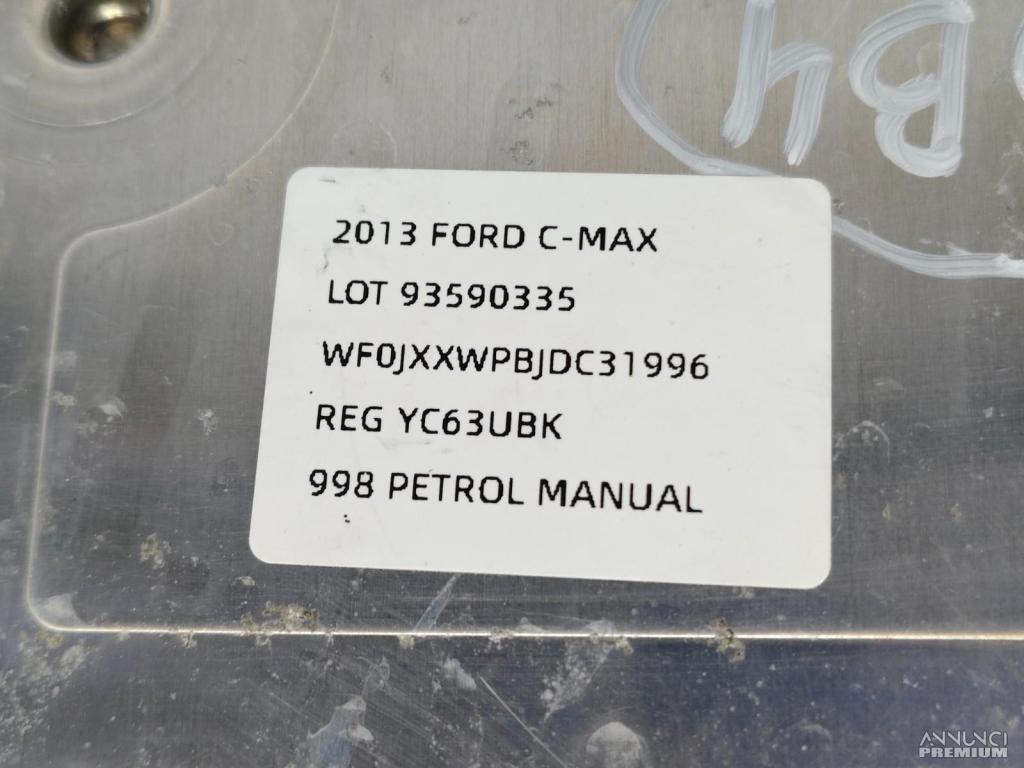 2013 FORD C-MAX
LOT 93590335
WF0JXXWPBJDC31996
REG YC63UBK
998 PETROL MANUAL
ANNUNCI
PREMIUM